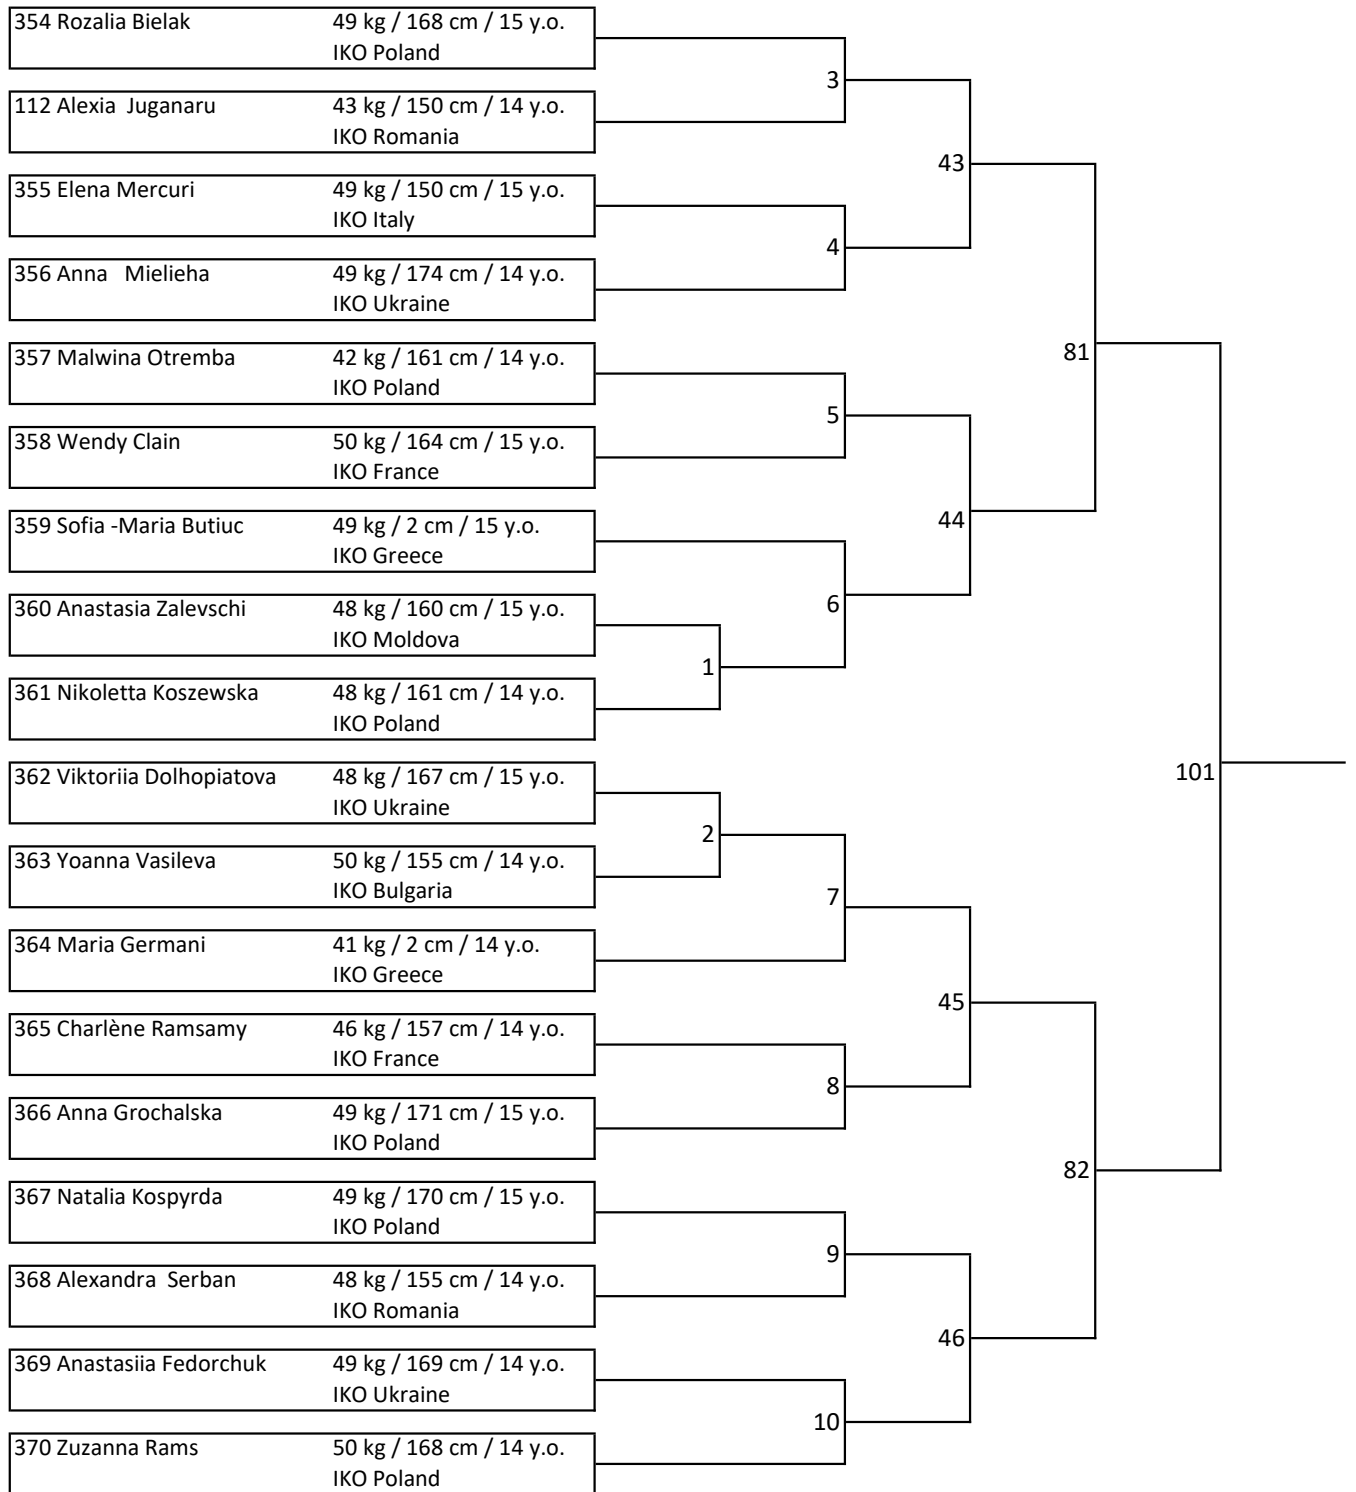 354 Rozalia Bielak 49 kg / 168 cm / 15 y.o.
IKO Poland
3
112 Alexia  Juganaru 43 kg / 150 cm / 14 y.o.
IKO Romania
43
355 Elena Mercuri 49 kg / 150 cm / 15 y.o.
IKO Italy
4
356 Anna   Mielieha 49 kg / 174 cm / 14 y.o.
IKO Ukraine
81
357 Malwina Otremba 42 kg / 161 cm / 14 y.o.
IKO Poland
5
358 Wendy Clain 50 kg / 164 cm / 15 y.o.
IKO France
44
359 Sofia -Maria Butiuc 49 kg / 2 cm / 15 y.o.
IKO Greece
6
360 Anastasia Zalevschi 48 kg / 160 cm / 15 y.o.
IKO Moldova
1
361 Nikoletta Koszewska 48 kg / 161 cm / 14 y.o.
IKO Poland
101
362 Viktoriia Dolhopiatova 48 kg / 167 cm / 15 y.o.
IKO Ukraine
2
363 Yoanna Vasileva 50 kg / 155 cm / 14 y.o.
IKO Bulgaria
7
364 Maria Germani 41 kg / 2 cm / 14 y.o.
IKO Greece
45
365 Charlène Ramsamy 46 kg / 157 cm / 14 y.o.
IKO France
8
366 Anna Grochalska 49 kg / 171 cm / 15 y.o.
IKO Poland
82
367 Natalia Kospyrda 49 kg / 170 cm / 15 y.o.
IKO Poland
9
368 Alexandra  Serban 48 kg / 155 cm / 14 y.o.
IKO Romania
46
369 Anastasiia Fedorchuk 49 kg / 169 cm / 14 y.o.
IKO Ukraine
10
370 Zuzanna Rams 50 kg / 168 cm / 14 y.o.
IKO Poland